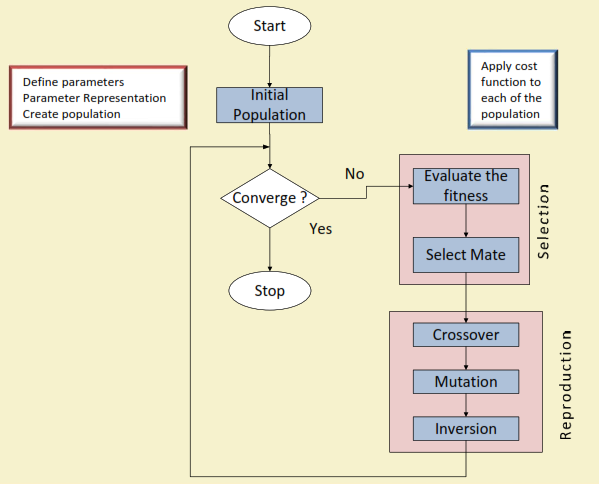 Start
Define parameters
Parameter Representation
Create population
Initial
Population
Apply cost
function to
each of the
population
Converge ?
No
Yes
Stop
Evaluate the
fitness
Select Mate
Selection
Crossover
Mutation
Inversion
Reproduction